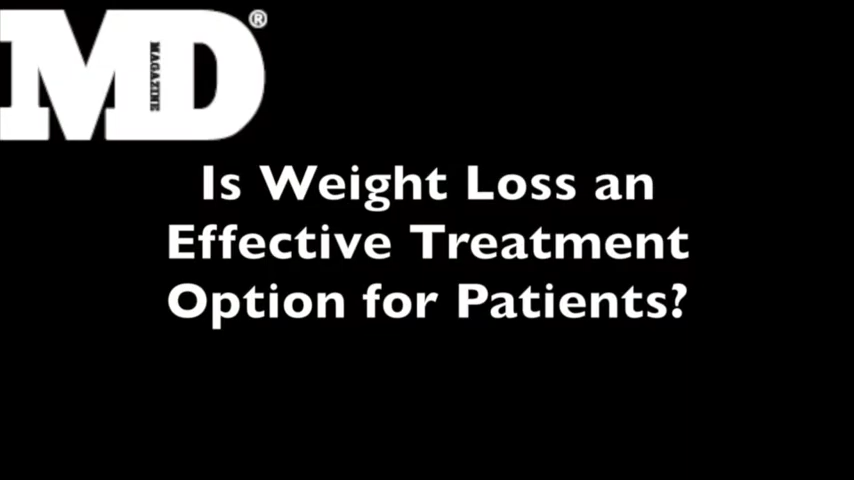 MD®
MAGAZINE
Is Weight Loss an
Effective Treatment
Option for Patients?